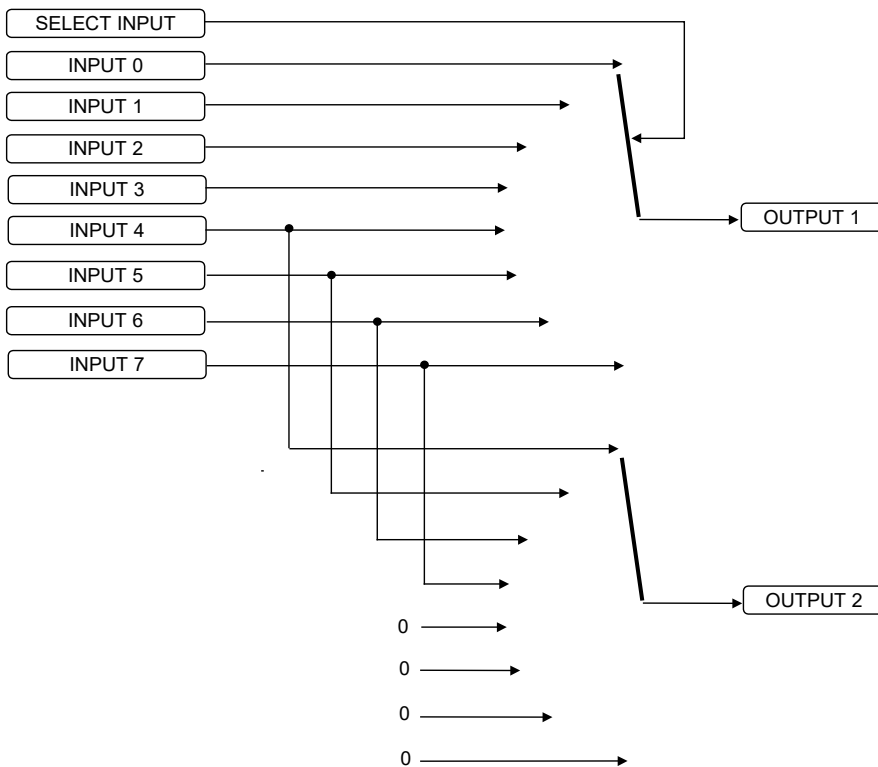 SELECT INPUT
INPUT 0
INPUT 1
INPUT 2
INPUT 3
INPUT 4
INPUT 5
INPUT 6
INPUT 7
OUTPUT 1
OUTPUT 2
0
0
0
0